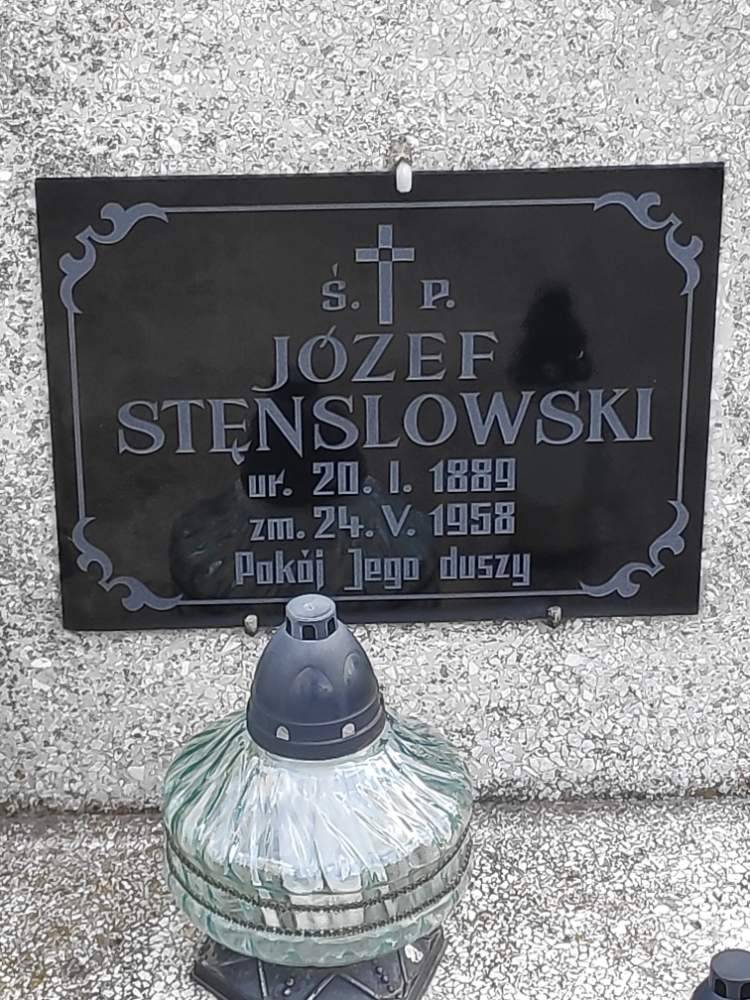 Ś. P.
JÓZEF
STĘNSLOWSKI
ur. 20. I. 1889
zm. 24. V. 1958
Pokój Jego duszy